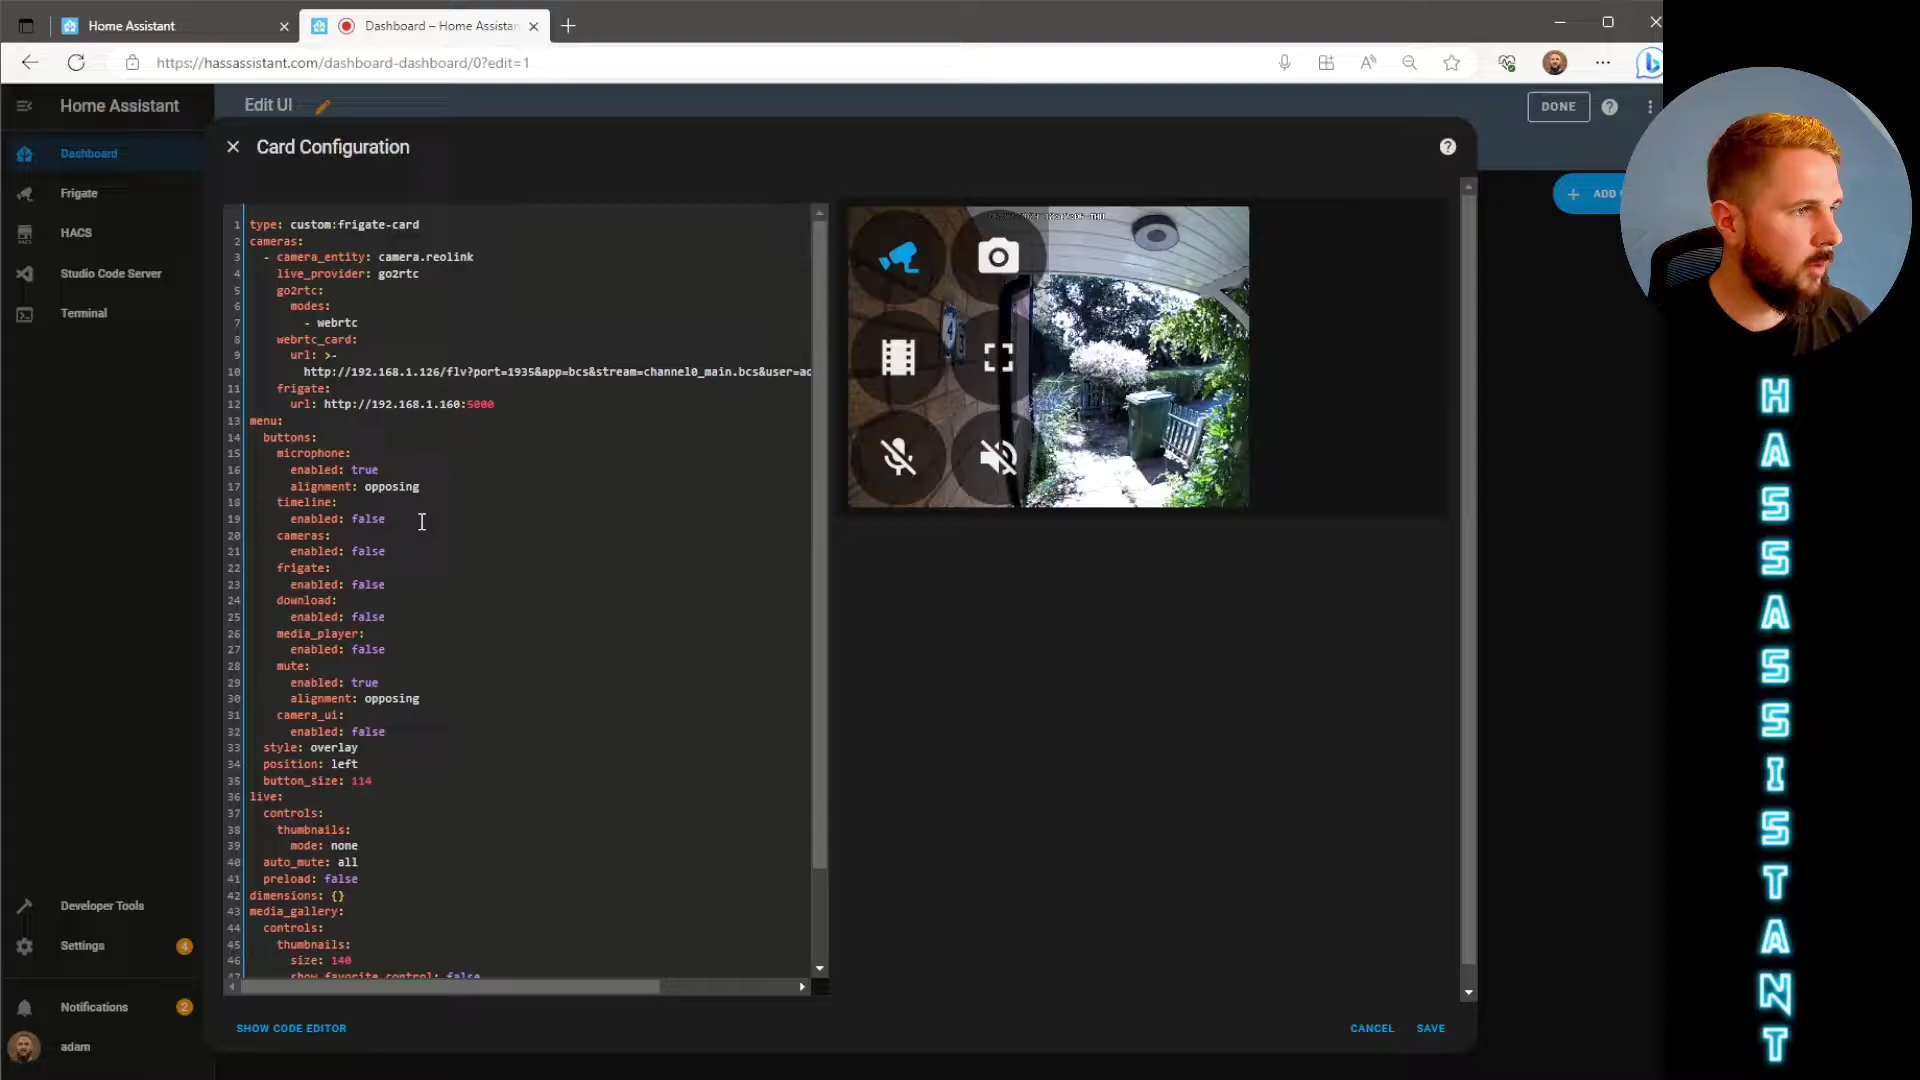 Home Assistant
Dashboard – Home Assistan
https://hassassistant.com/dashboard-dashboard/0?edit=1
Home Assistant
Edit UI
DONE
Dashboard
Frigate
HACS
Studio Code Server
Terminal
Developer Tools
Settings
4
Notifications
2
adam
ADD
Card Configuration
1 type: custom:frigate-card
2 cameras:
3 - camera_entity: camera.reolink
4 live_provider: go2rtc
5 go2rtc:
6 modes:
7 - webrtc
8 webrtc_card:
9 url: >-
10 http://192.168.1.126/flv?port=1935&app=bcs&stream=channel0_main.bcs&user=ad
11 frigate:
12 url: http://192.168.1.160:5000
13 menu:
14 buttons:
15 microphone:
16 enabled: true
17 alignment: opposing
18 timeline:
19 enabled: false
20 cameras:
21 enabled: false
22 frigate:
23 enabled: false
24 download:
25 enabled: false
26 media_player:
27 enabled: false
28 mute:
29 enabled: true
30 alignment: opposing
31 camera_ui:
32 enabled: false
33 style: overlay
34 position: left
35 button_size: 114
36 live:
37 controls:
38 thumbnails:
39 mode: none
40 auto_mute: all
41 preload: false
42 dimensions: {}
43 media_gallery:
44 controls:
45 thumbnails:
46 size: 140
47 show_favorite_control: false
SHOW CODE EDITOR
CANCEL
SAVE
HASSASSISTANT